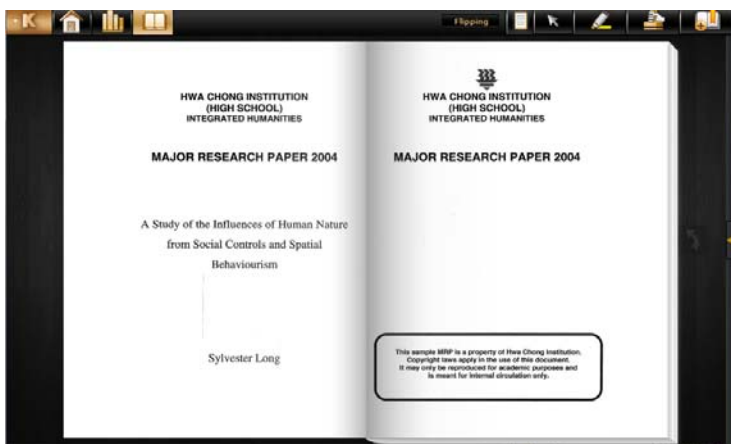 K
Flipping
HWA CHONG INSTITUTION
(HIGH SCHOOL)
INTEGRATED HUMANITIES
MAJOR RESEARCH PAPER 2004
A Study of the Influences of Human Nature
from Social Controls and Spatial
Behaviourism
Sylvester Long
HWA CHONG INSTITUTION
(HIGH SCHOOL)
INTEGRATED HUMANITIES
MAJOR RESEARCH PAPER 2004
This sample MRP is a property of Hwa Chong Institution.
Copyright laws apply in the use of this document.
It may only be reproduced for academic purposes and
is meant for internal circulation only.